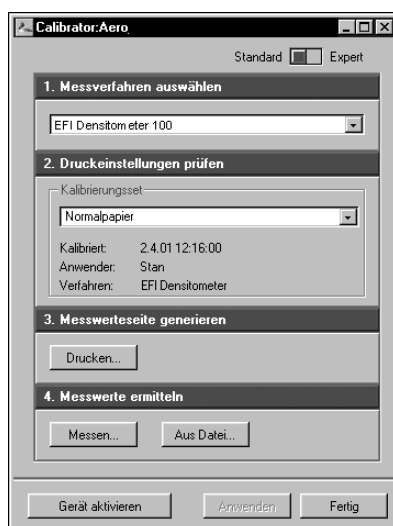 Calibrator:Aero
Standard Expert
1. Messverfahren auswählen
EFI Densitometer 100
2. Druckeinstellungen prüfen
Kalibrierungsset
Normalpapier
Kalibriert: 2.4.01 12:16:00
Anwender: Stan
Verfahren: EFI Densitometer
3. Messwerteseite generieren
Drucken...
4. Messwerte ermitteln
Messen... Aus Datei...
Gerät aktivieren Anwenden Fertig